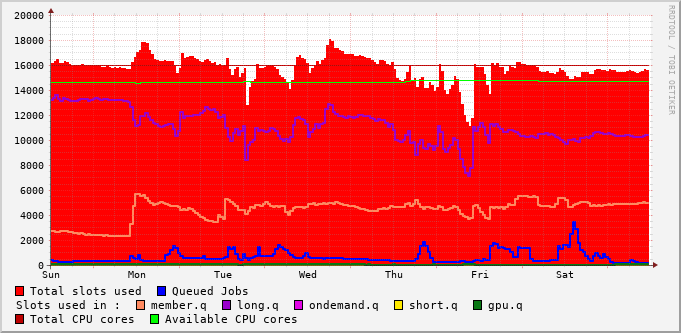 RRDTOOL / TOBI OETIKER
20000
18000
16000
14000
12000
10000
8000
6000
4000
2000
0
Sun Mon Tue Wed Thu Fri Sat
Total slots used Queued Jobs
Slots used in : member.q long.q ondemand.q short.q gpu.q
Total CPU cores Available CPU cores